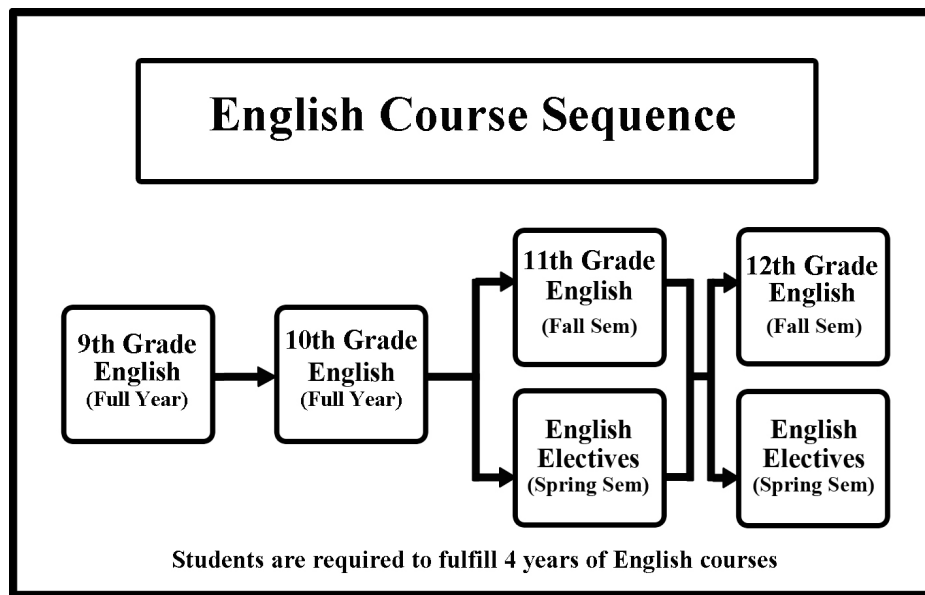 English Course Sequence
9th Grade
English
(Full Year)
10th Grade
English
(Full Year)
11th Grade
English
(Fall Sem)
English
Electives
(Spring Sem)
12th Grade
English
(Fall Sem)
English
Electives
(Spring Sem)
Students are required to fulfill 4 years of English courses